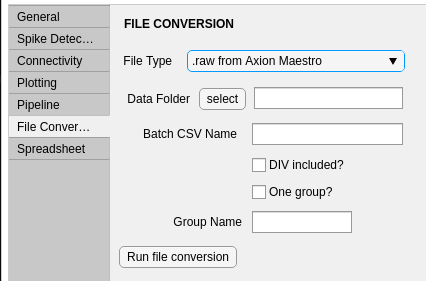 General
Spike Detec...
Connectivity
Plotting
Pipeline
File Conver...
Spreadsheet
FILE CONVERSION
File Type .raw from Axion Maestro
Data Folder select
Batch CSV Name
DIV included?
One group?
Group Name
Run file conversion